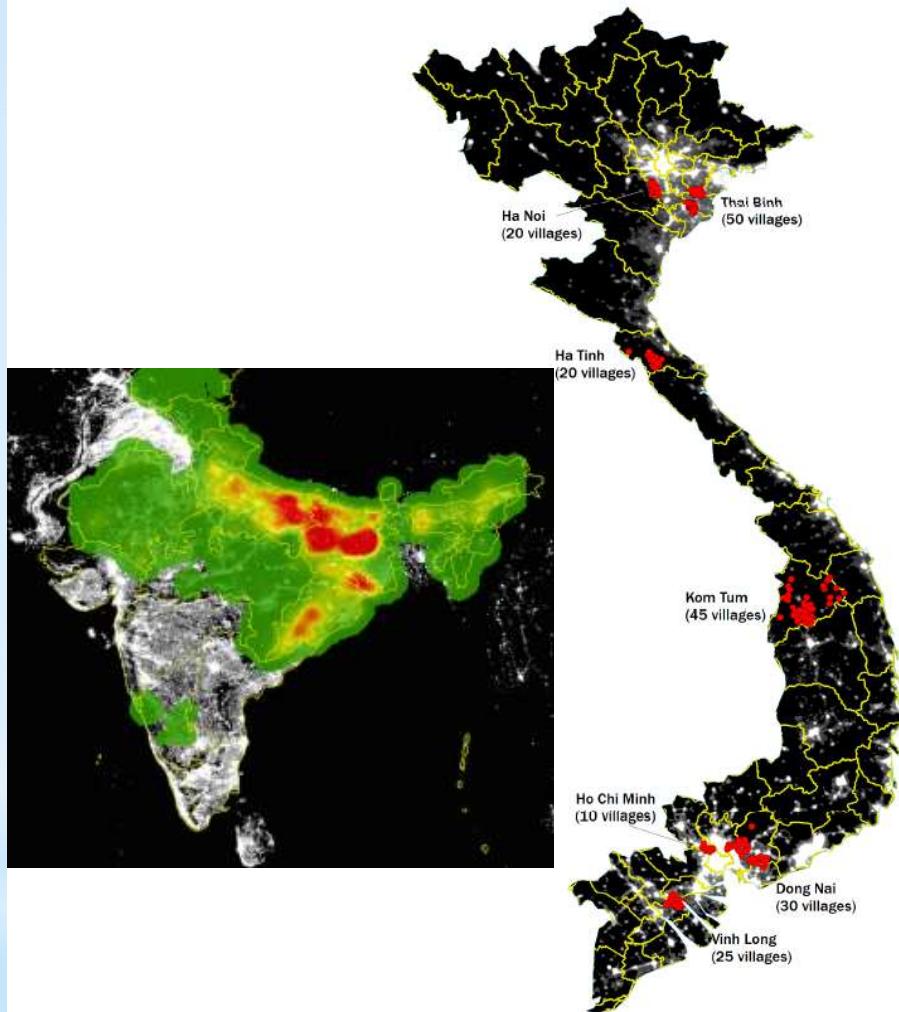 Ha Noi
(20 villages)
Thai Binh
(50 villages)
Ha Tinh
(20 villages)
Kom Tum
(45 villages)
Ho Chi Minh
(10 villages)
Dong Nai
(30 villages)
Vinh Long
(25 villages)